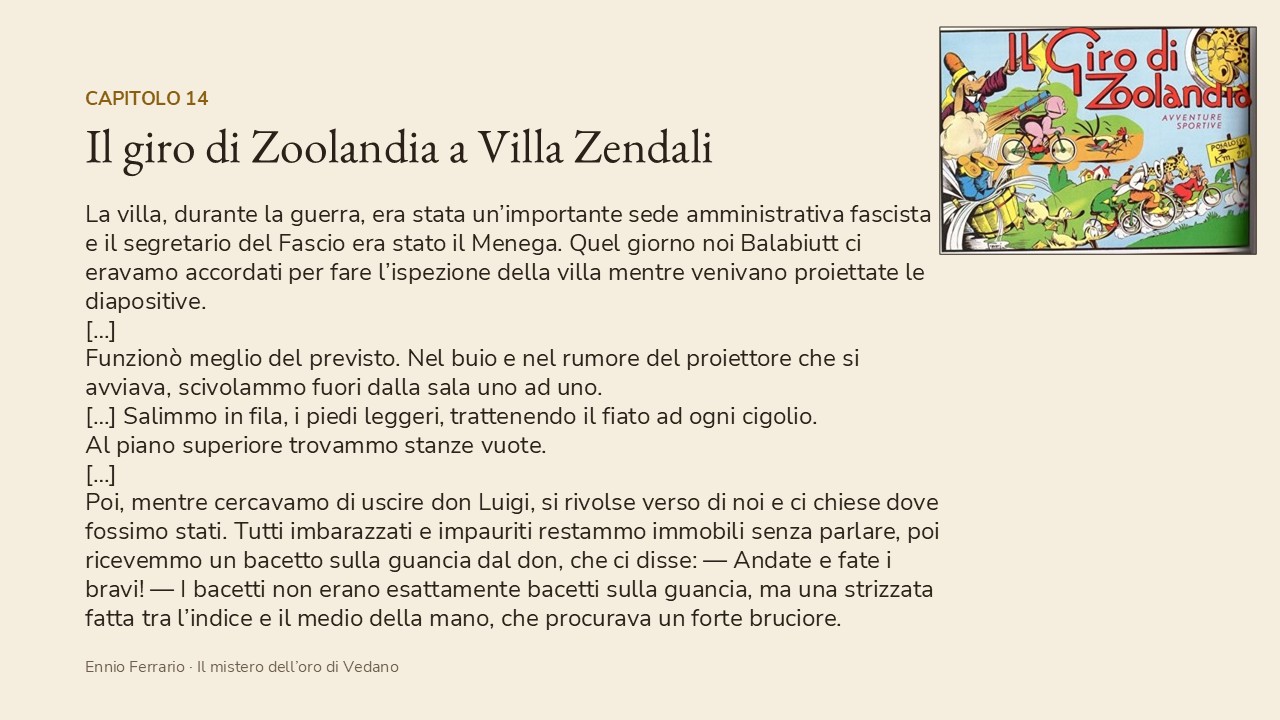 CAPITOLO 14
Il giro di Zoolandia a Villa Zendali
La villa, durante la guerra, era stata un’importante sede amministrativa fascista
e il segretario del Fascio era stato il Menega. Quel giorno noi Balabiutt ci
eravamo accordati per fare l’ispezione della villa mentre venivano proiettate le
diapositive.
[...]
Funzionò meglio del previsto. Nel buio e nel rumore del proiettore che si
avviava, scivolammo fuori dalla sala uno ad uno.
[...] Salimmo in fila, i piedi leggeri, trattenendo il fiato ad ogni cigolio.
Al piano superiore trovammo stanze vuote.
[...]
Poi, mentre cercavamo di uscire don Luigi, si rivolse verso di noi e ci chiese dove
fossimo stati. Tutti imbarazzati e impauriti restammo immobili senza parlare, poi
ricevemmo un bacetto sulla guancia dal don, che ci disse: — Andate e fate i
bravi! — I bacetti non erano esattamente bacetti sulla guancia, ma una strizzata
fatta tra l’indice e il medio della mano, che procurava un forte bruciore.
Ennio Ferrario · Il mistero dell’oro di Vedano
Il Giro di
Zoolandia
AVVENTURE
SPORTIVE
Km.